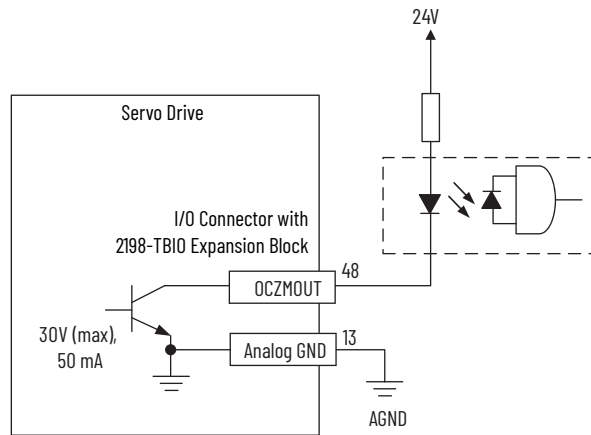 24V
Servo Drive
I/O Connector with
2198-TBIO Expansion Block
48
OCZMOUT
30V (max),
50 mA
13
Analog GND
AGND